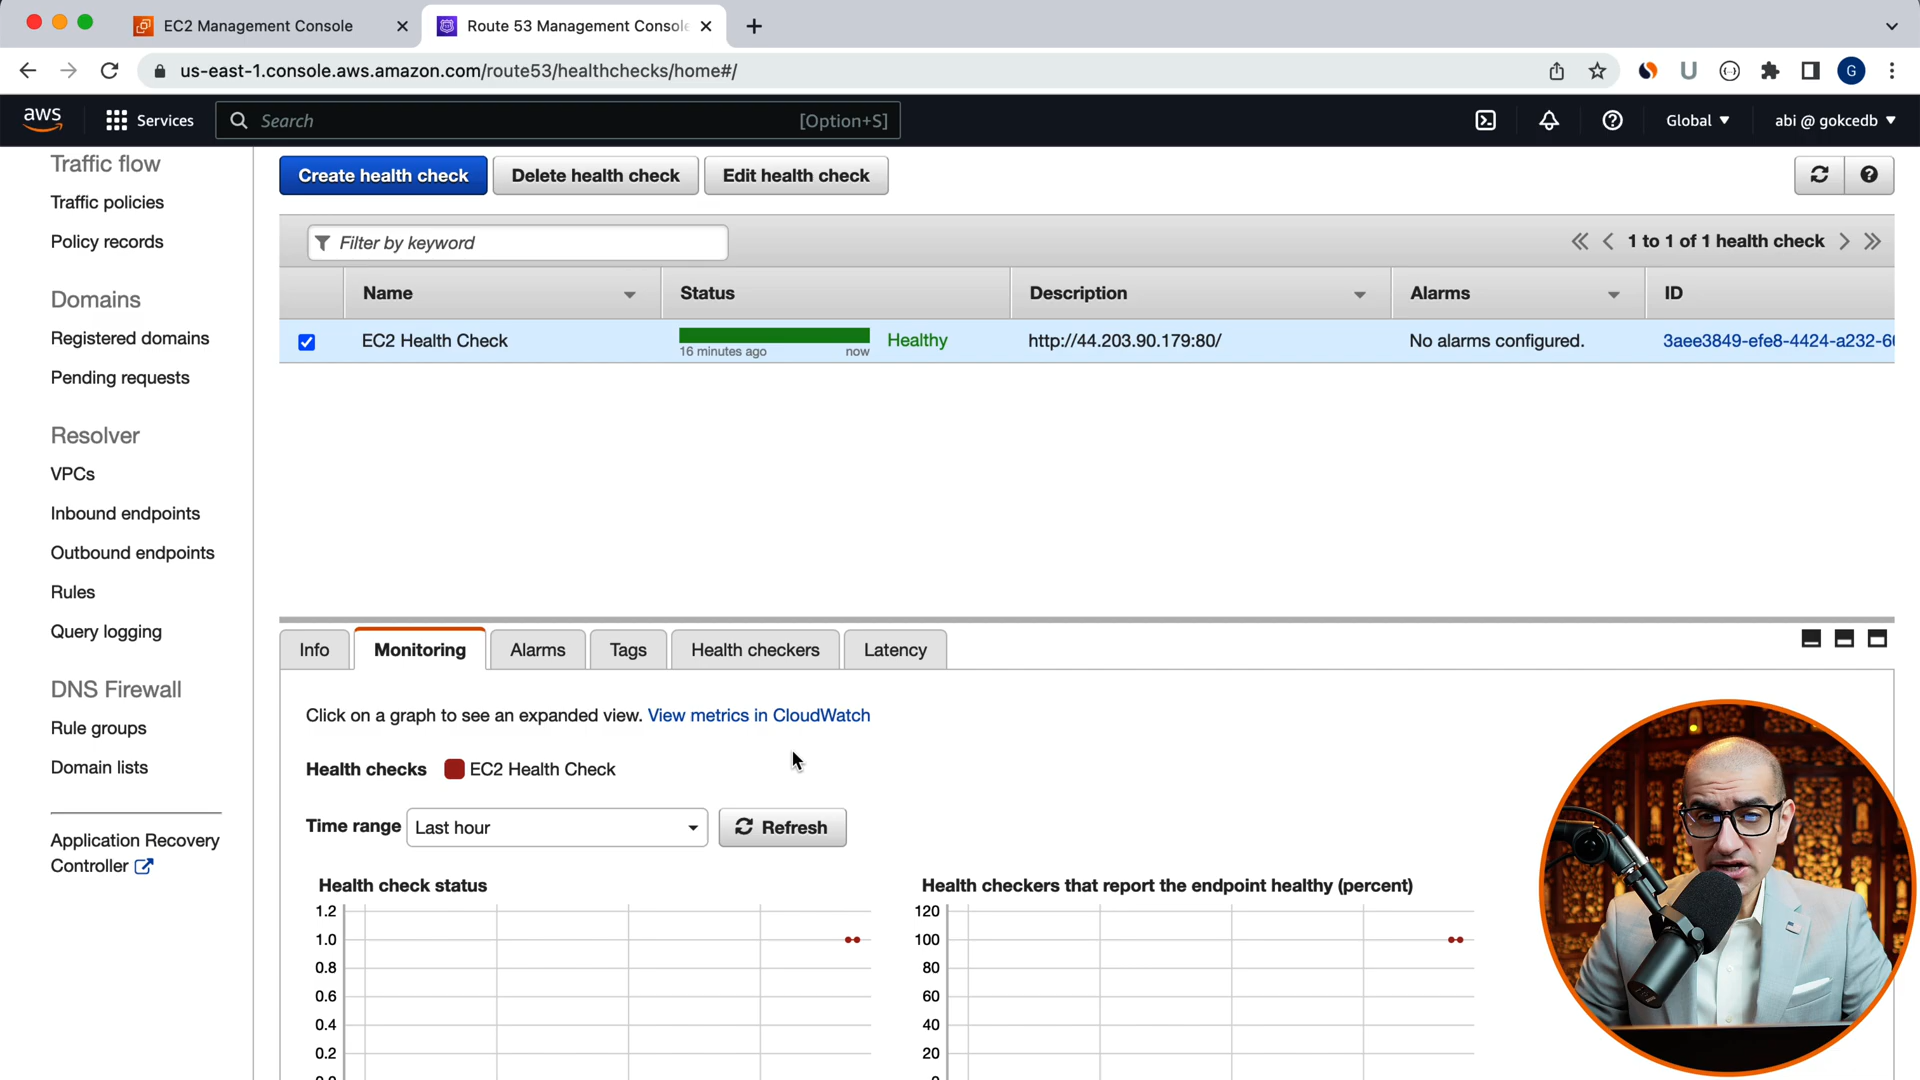 EC2 Management Console
Route 53 Management Console
us-east-1.console.aws.amazon.com/route53/healthchecks/home#/
G
aws
Services
Search
[Option+S]
Global
abi @ gokcedb
Traffic flow
Traffic policies
Policy records
Domains
Registered domains
Pending requests
Resolver
VPCs
Inbound endpoints
Outbound endpoints
Rules
Query logging
DNS Firewall
Rule groups
Domain lists
Application Recovery
Controller
Create health check
Delete health check
Edit health check
Filter by keyword
1 to 1 of 1 health check
Name
Status
Description
Alarms
ID
EC2 Health Check
16 minutes ago
now
Healthy
http://44.203.90.179:80/
No alarms configured.
3aee3849-efe8-4424-a232-6
Info
Monitoring
Alarms
Tags
Health checkers
Latency
Click on a graph to see an expanded view. View metrics in CloudWatch
Health checks
EC2 Health Check
Time range
Last hour
Refresh
Health check status
1.2
1.0
0.8
0.6
0.4
0.2
Health checkers that report the endpoint healthy (percent)
120
100
80
60
40
20